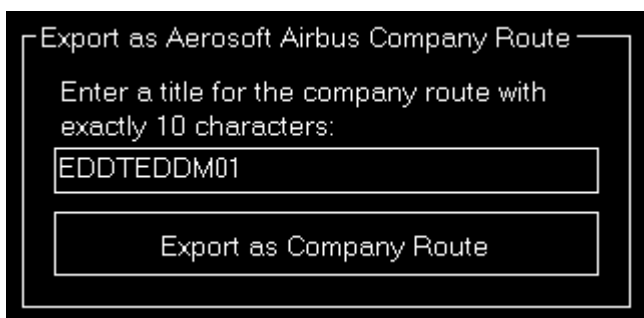 Export as Aerosoft Airbus Company Route
Enter a title for the company route with
exactly 10 characters:
EDDTEDDM01
Export as Company Route